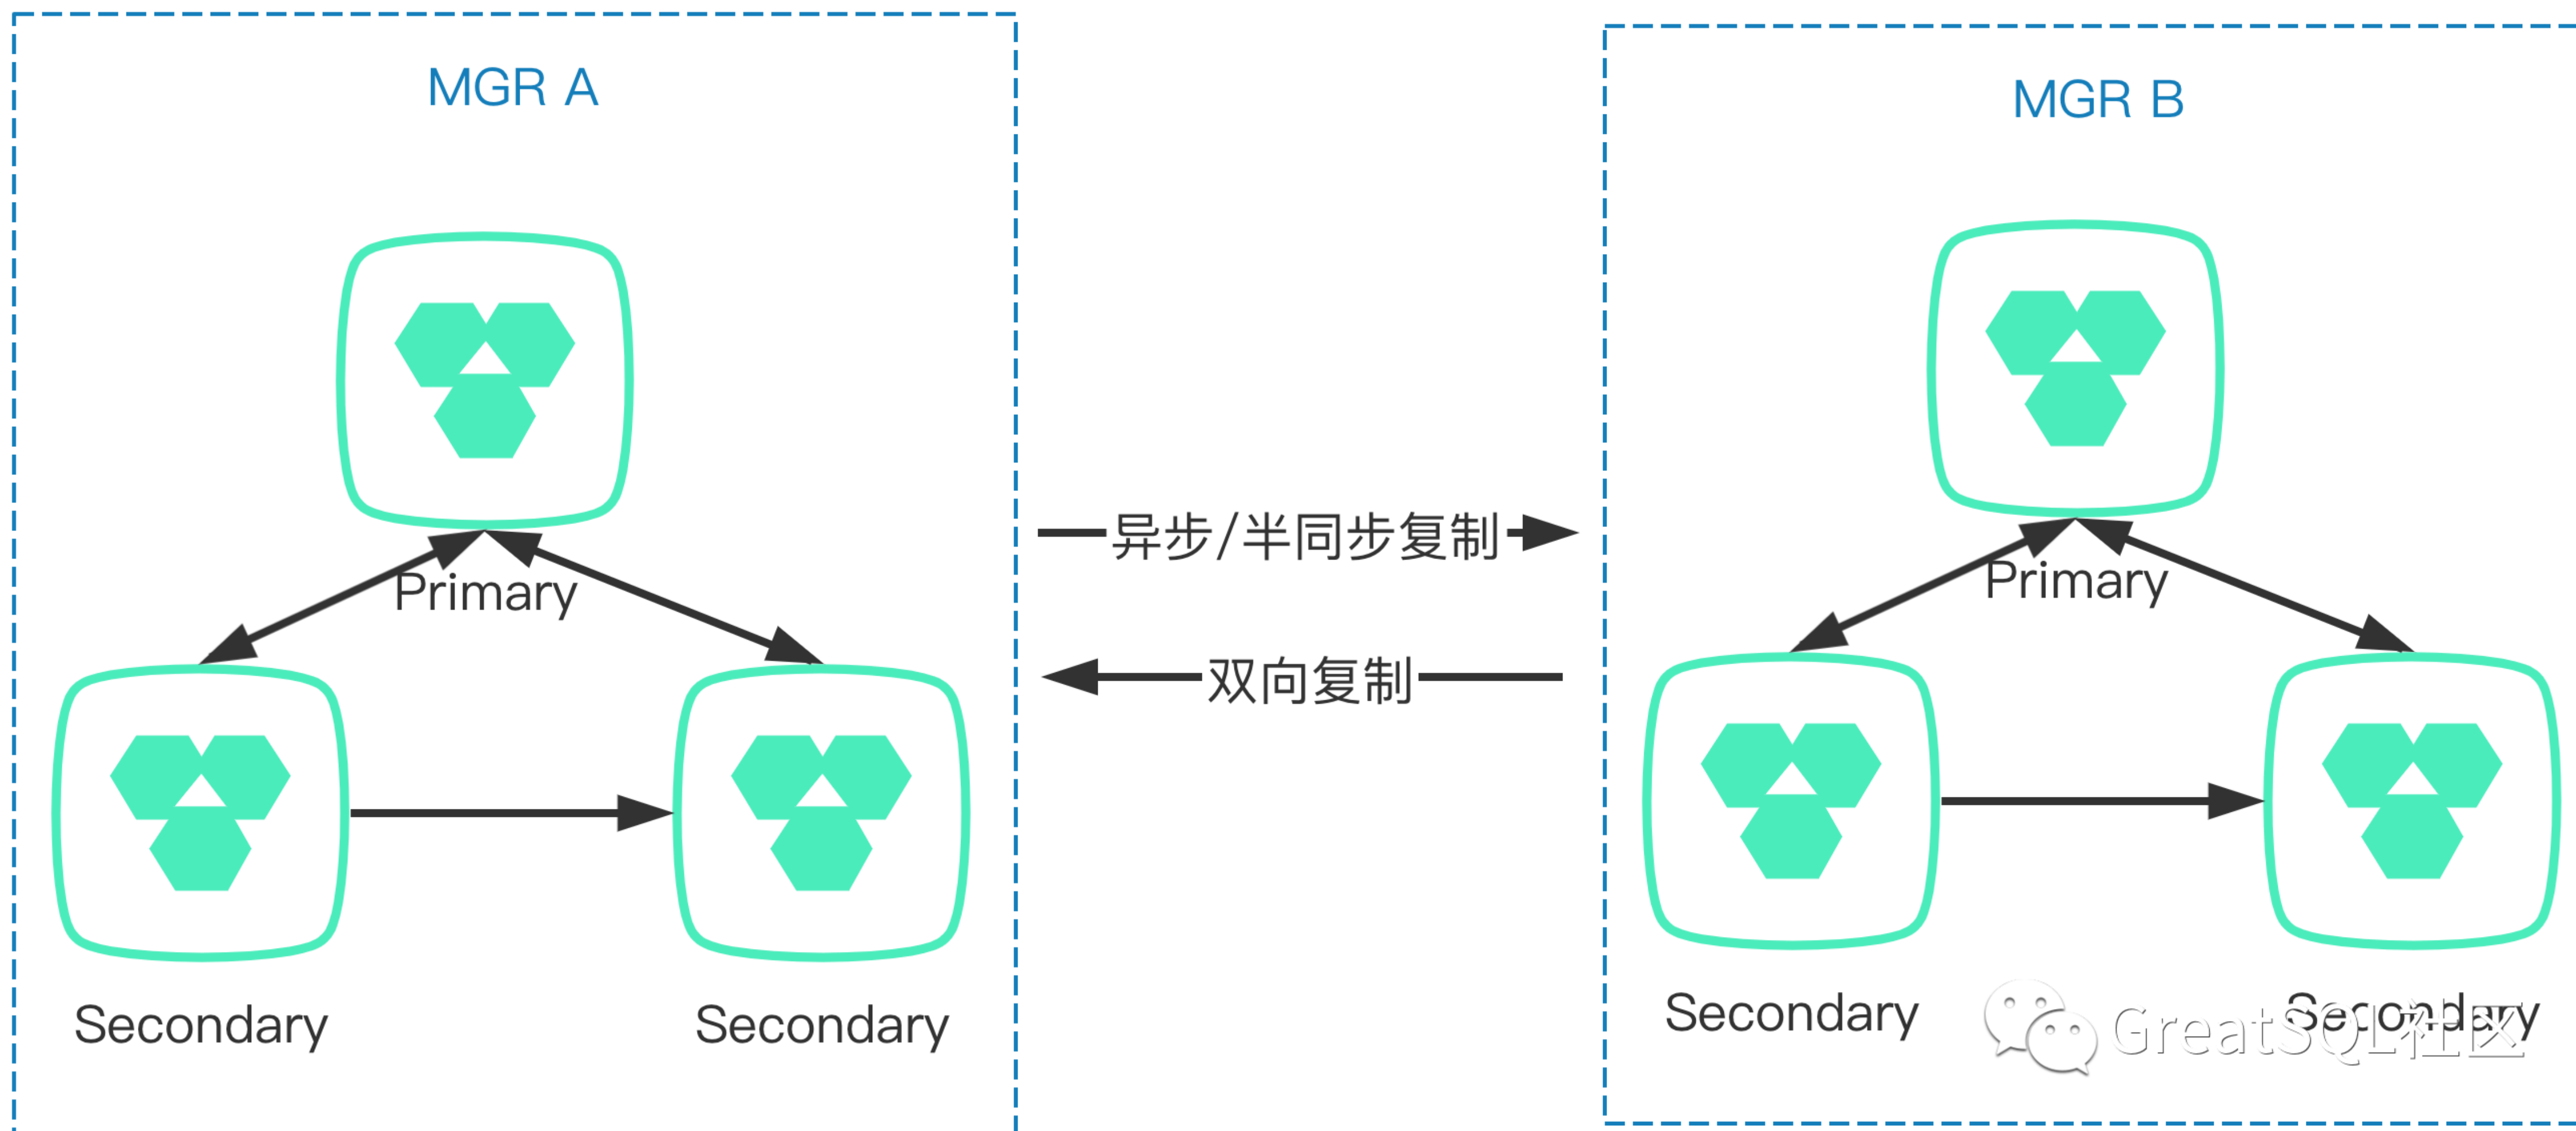 MGR A
MGR B
异步/半同步复制
Primary
Primary
双向复制
Secondary
Secondary
Secondary
Secondary
GreatSQL社区